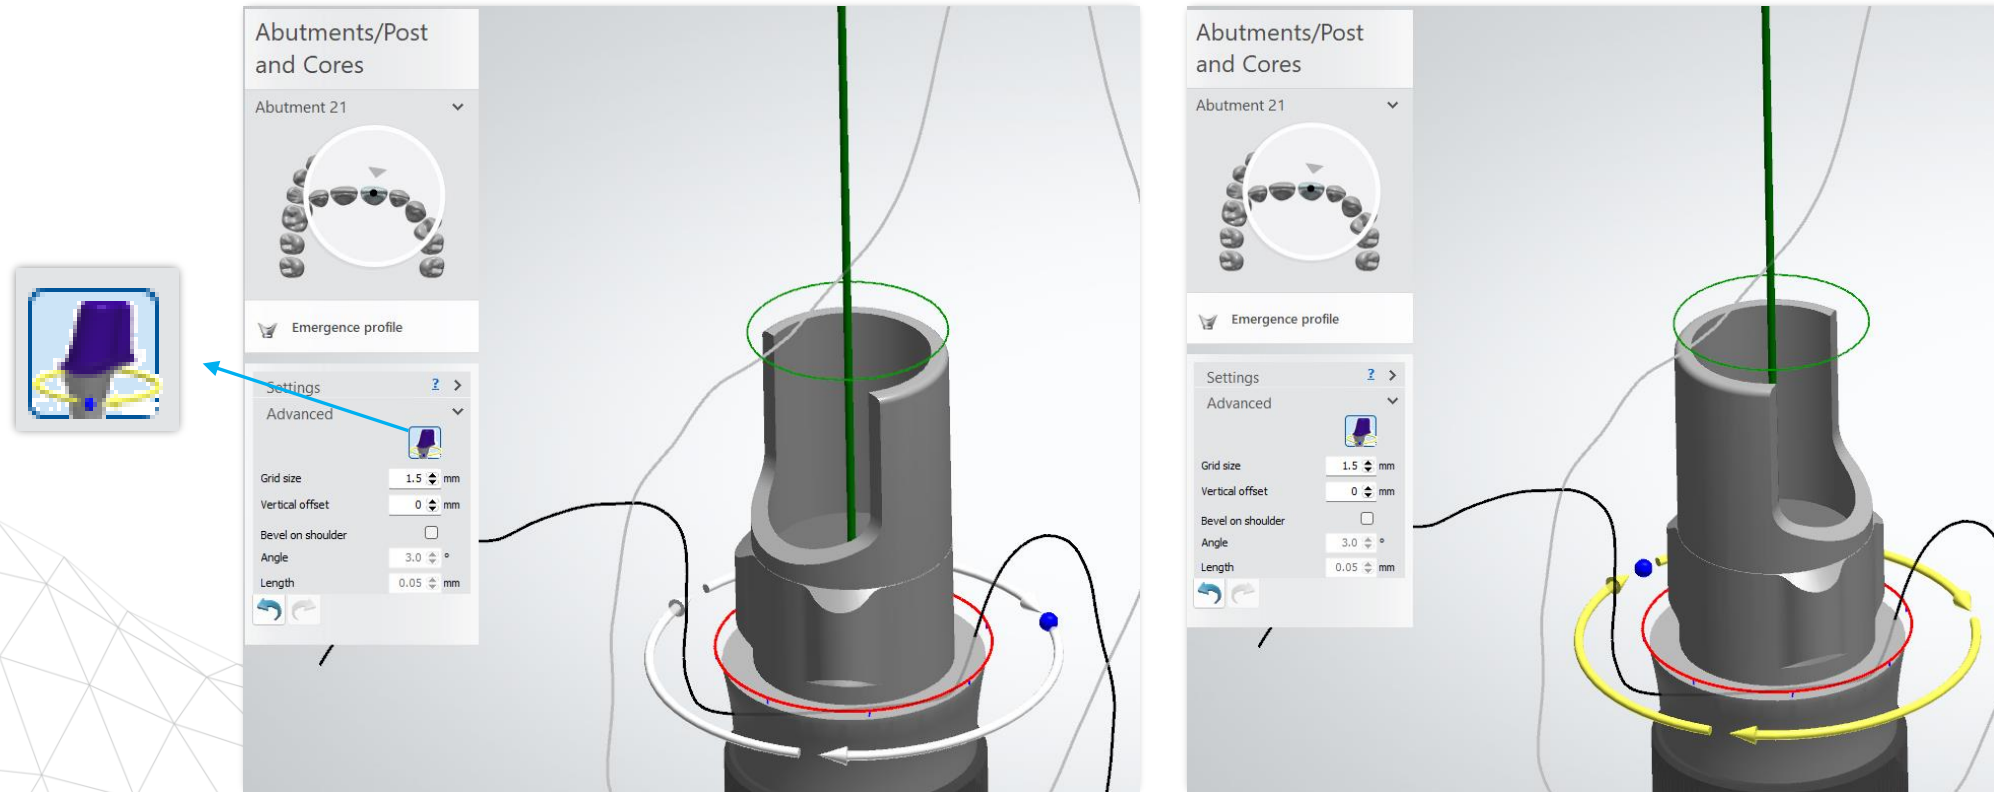 Abutments/Post
and Cores
Abutment 21
Emergence profile
Settings ?
Advanced
Grid size 1.5 mm
Vertical offset 0 mm
Bevel on shoulder
Angle 3.0 °
Length 0.05 mm
Abutments/Post
and Cores
Abutment 21
Emergence profile
Settings ?
Advanced
Grid size 1.5 mm
Vertical offset 0 mm
Bevel on shoulder
Angle 3.0 °
Length 0.05 mm